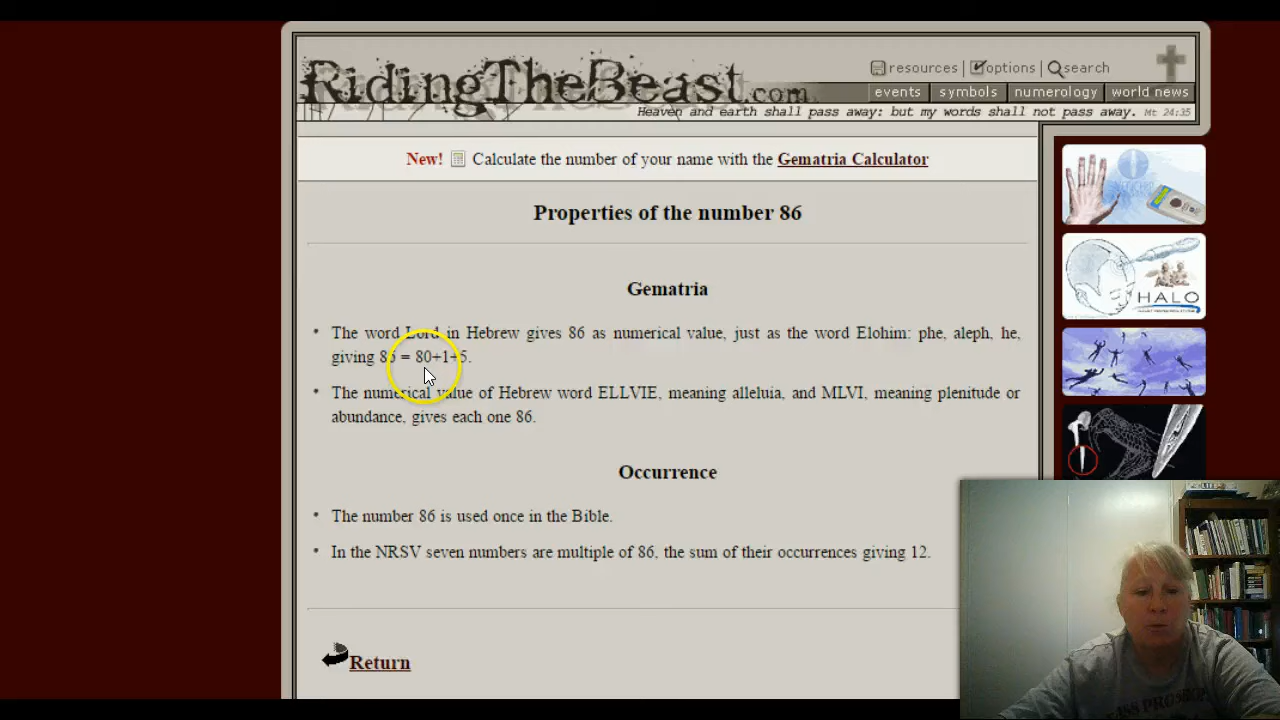 RidingTheBeast.com
resources | options | search
events | symbols | numerology | world news
Heaven and earth shall pass away: but my words shall not pass away. Mt 24:35
New! Calculate the number of your name with the Gematria Calculator
Properties of the number 86
Gematria
• The word Lord in Hebrew gives 86 as numerical value, just as the word Elohim: phe, aleph, he,
giving 86 = 80+1+5.
• The numerical value of Hebrew word ELLVIE, meaning alleluia, and MLVI, meaning plenitude or
abundance, gives each one 86.
Occurrence
• The number 86 is used once in the Bible.
• In the NRSV seven numbers are multiple of 86, the sum of their occurrences giving 12.
Return
HALO